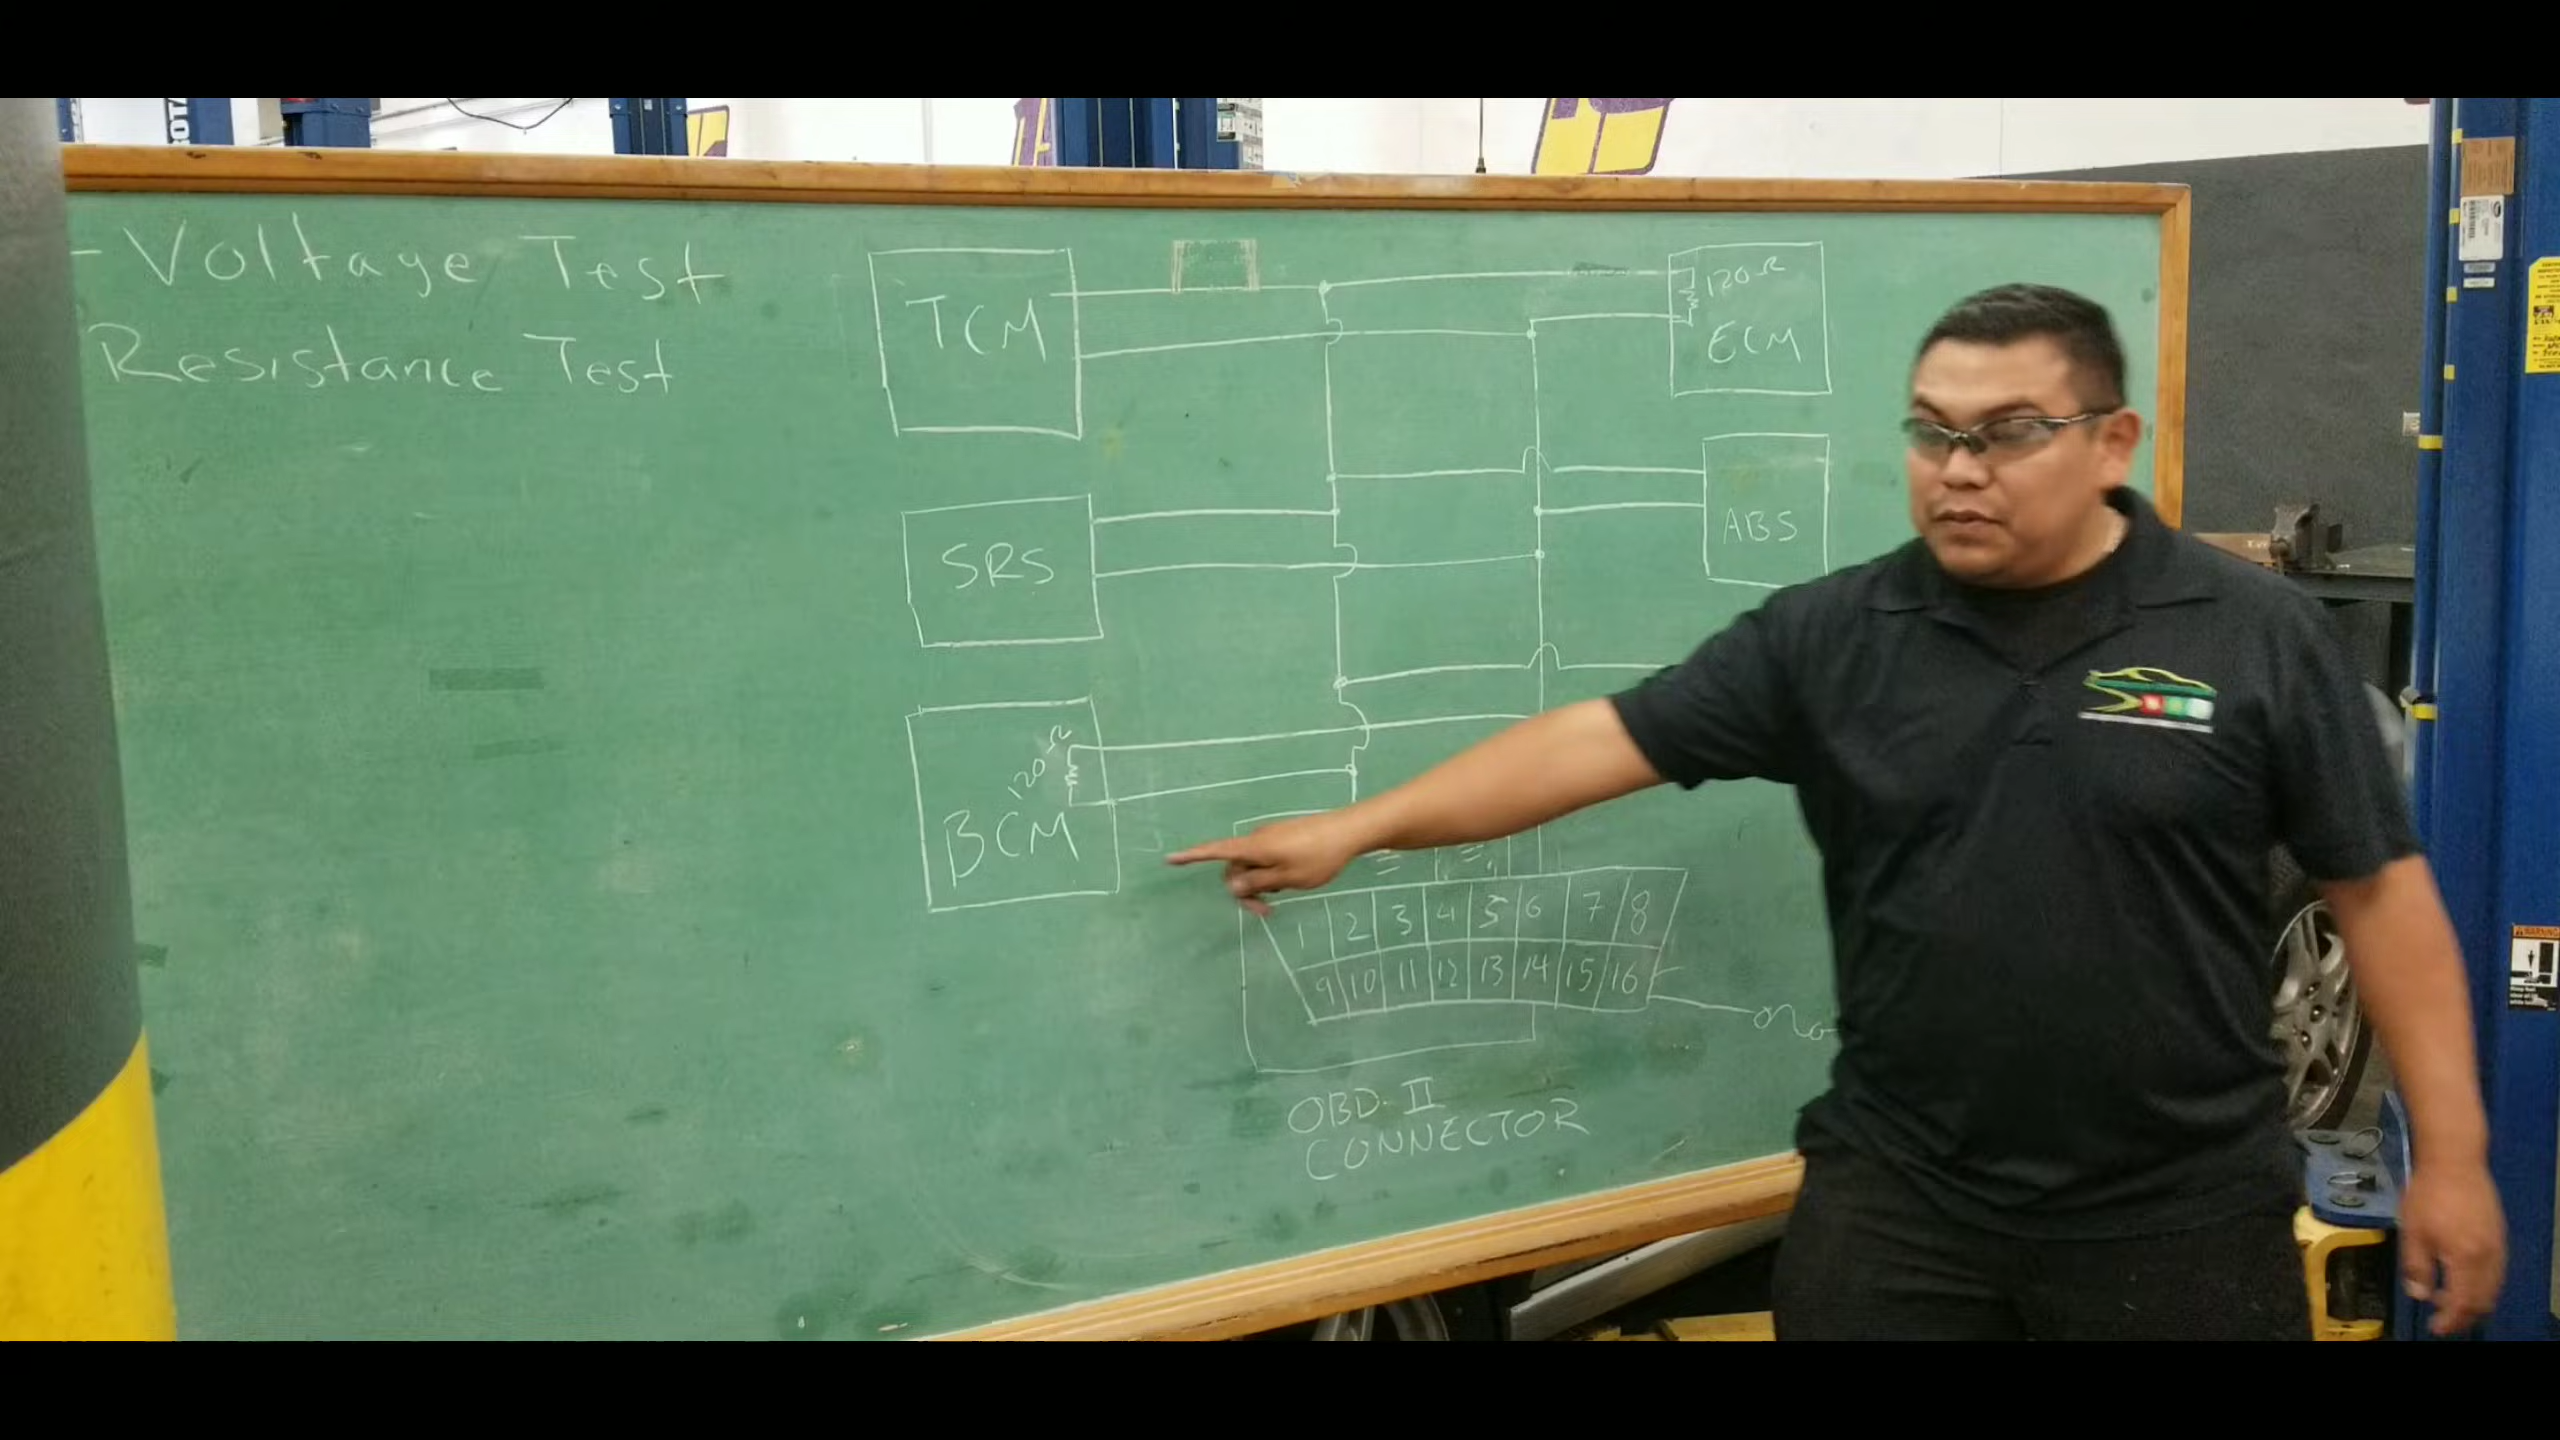 - Voltage Test
Resistance Test
TCM
120Ω
ECM
SRS
ABS
120Ω
BCM
1 2 3 4 5 6 7 8
9 10 11 12 13 14 15 16
OBD-II
CONNECTOR
WARNING